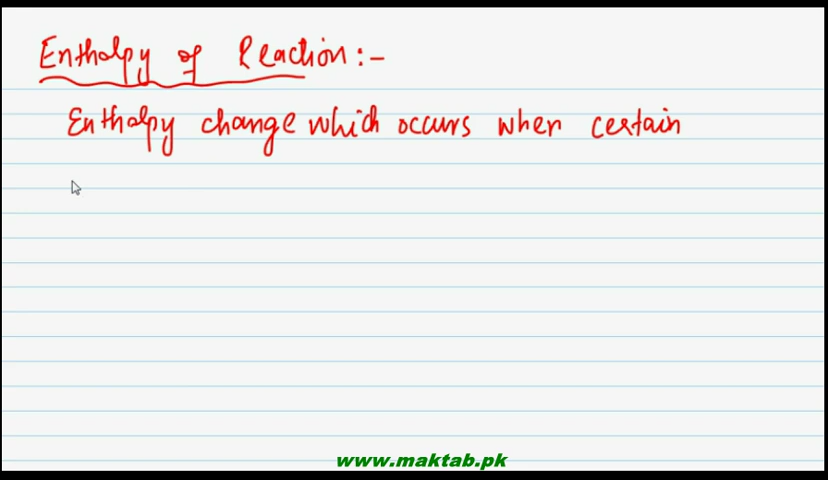 Enthalpy of Reaction:-
Enthalpy change which occurs when certain
www.maktab.pk